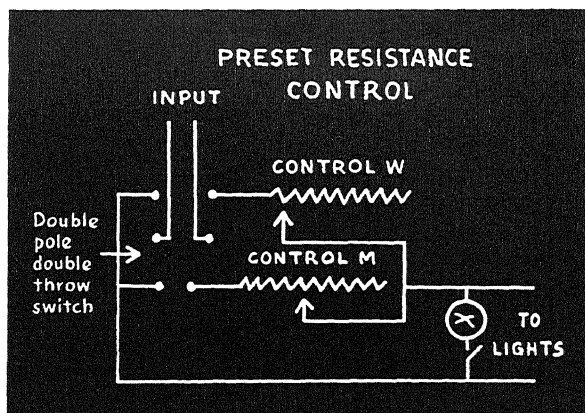 PRESET RESISTANCE
CONTROL
INPUT
CONTROL W
Double
pole
double
throw
switch
CONTROL M
TO
LIGHTS